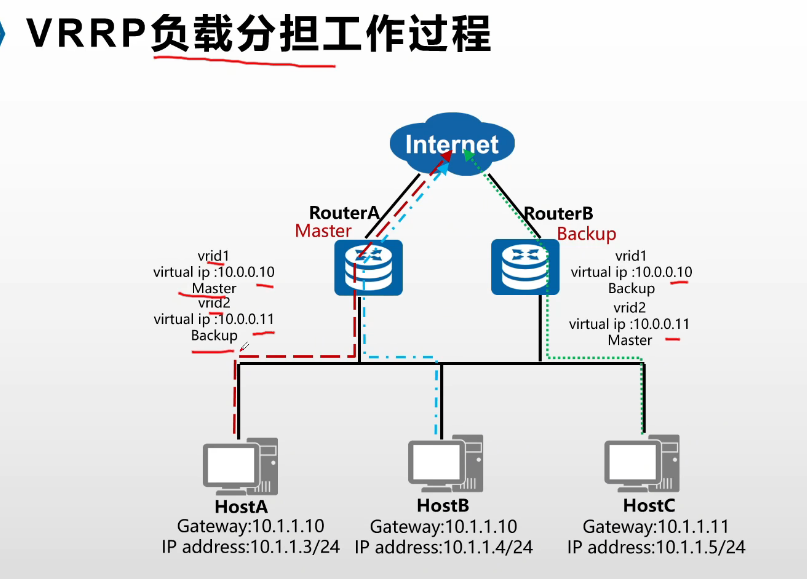 VRRP负载分担工作过程
Internet
RouterA
Master
RouterB
Backup
vrid1
virtual ip :10.0.0.10
Master
vrid2
virtual ip :10.0.0.11
Backup
vrid1
virtual ip :10.0.0.10
Backup
vrid2
virtual ip :10.0.0.11
Master
HostA
Gateway:10.1.1.10
IP address:10.1.1.3/24
HostB
Gateway:10.1.1.10
IP address:10.1.1.4/24
HostC
Gateway:10.1.1.11
IP address:10.1.1.5/24